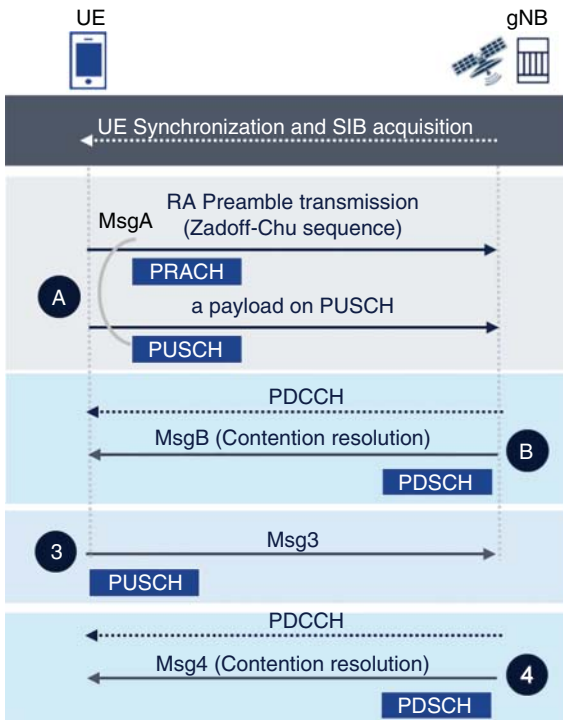 UE
gNB
UE Synchronization and SIB acquisition
RA Preamble transmission
(Zadoff-Chu sequence)
MsgA
PRACH
A
a payload on PUSCH
PUSCH
PDCCH
MsgB (Contention resolution)
B
PDSCH
3
Msg3
PUSCH
PDCCH
Msg4 (Contention resolution)
4
PDSCH